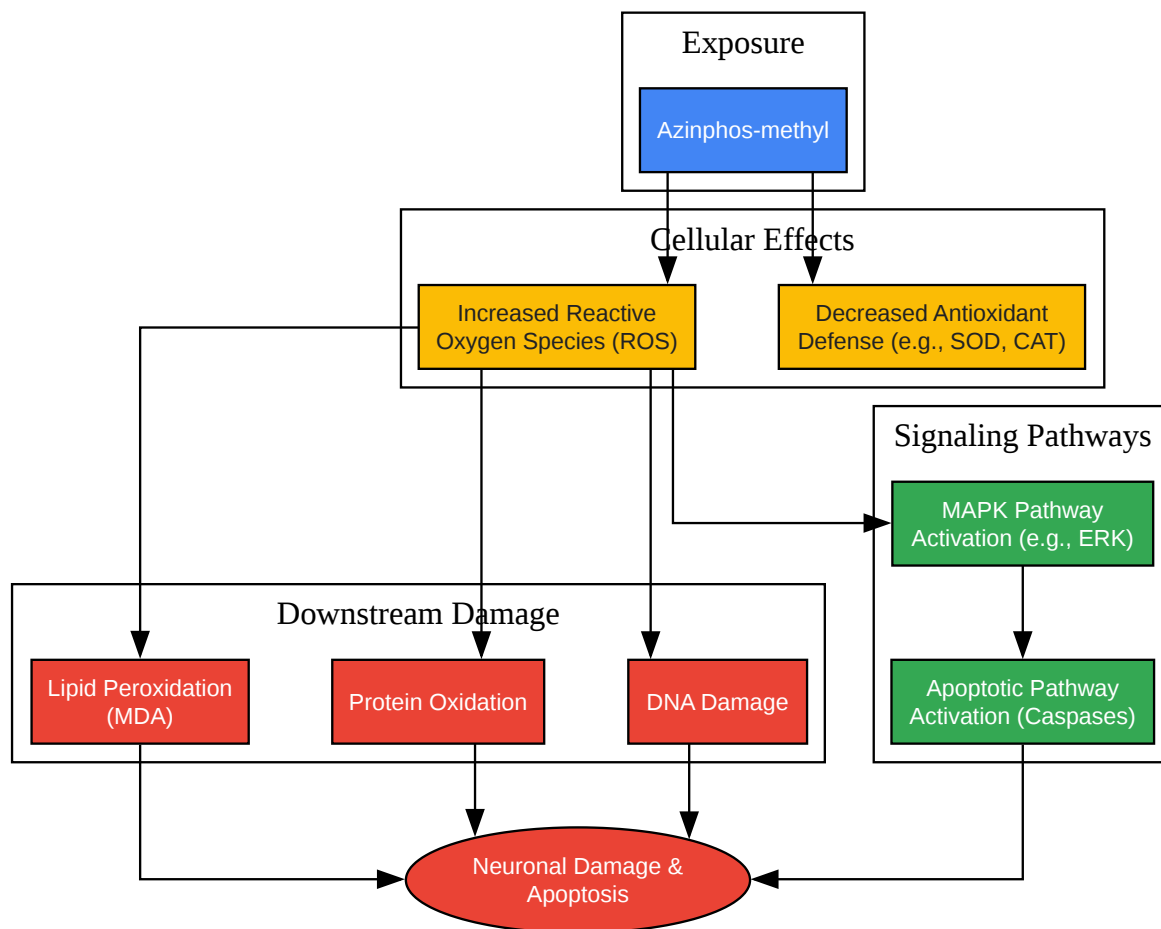 Exposure
Azinphos-methyl
Cellular Effects
Increased Reactive
Oxygen Species (ROS)
Decreased Antioxidant
Defense (e.g., SOD, CAT)
Signaling Pathways
MAPK Pathway
Activation (e.g., ERK)
Downstream Damage
Lipid Peroxidation
(MDA)
Protein Oxidation
DNA Damage
Apoptotic Pathway
Activation (Caspases)
Neuronal Damage &
Apoptosis